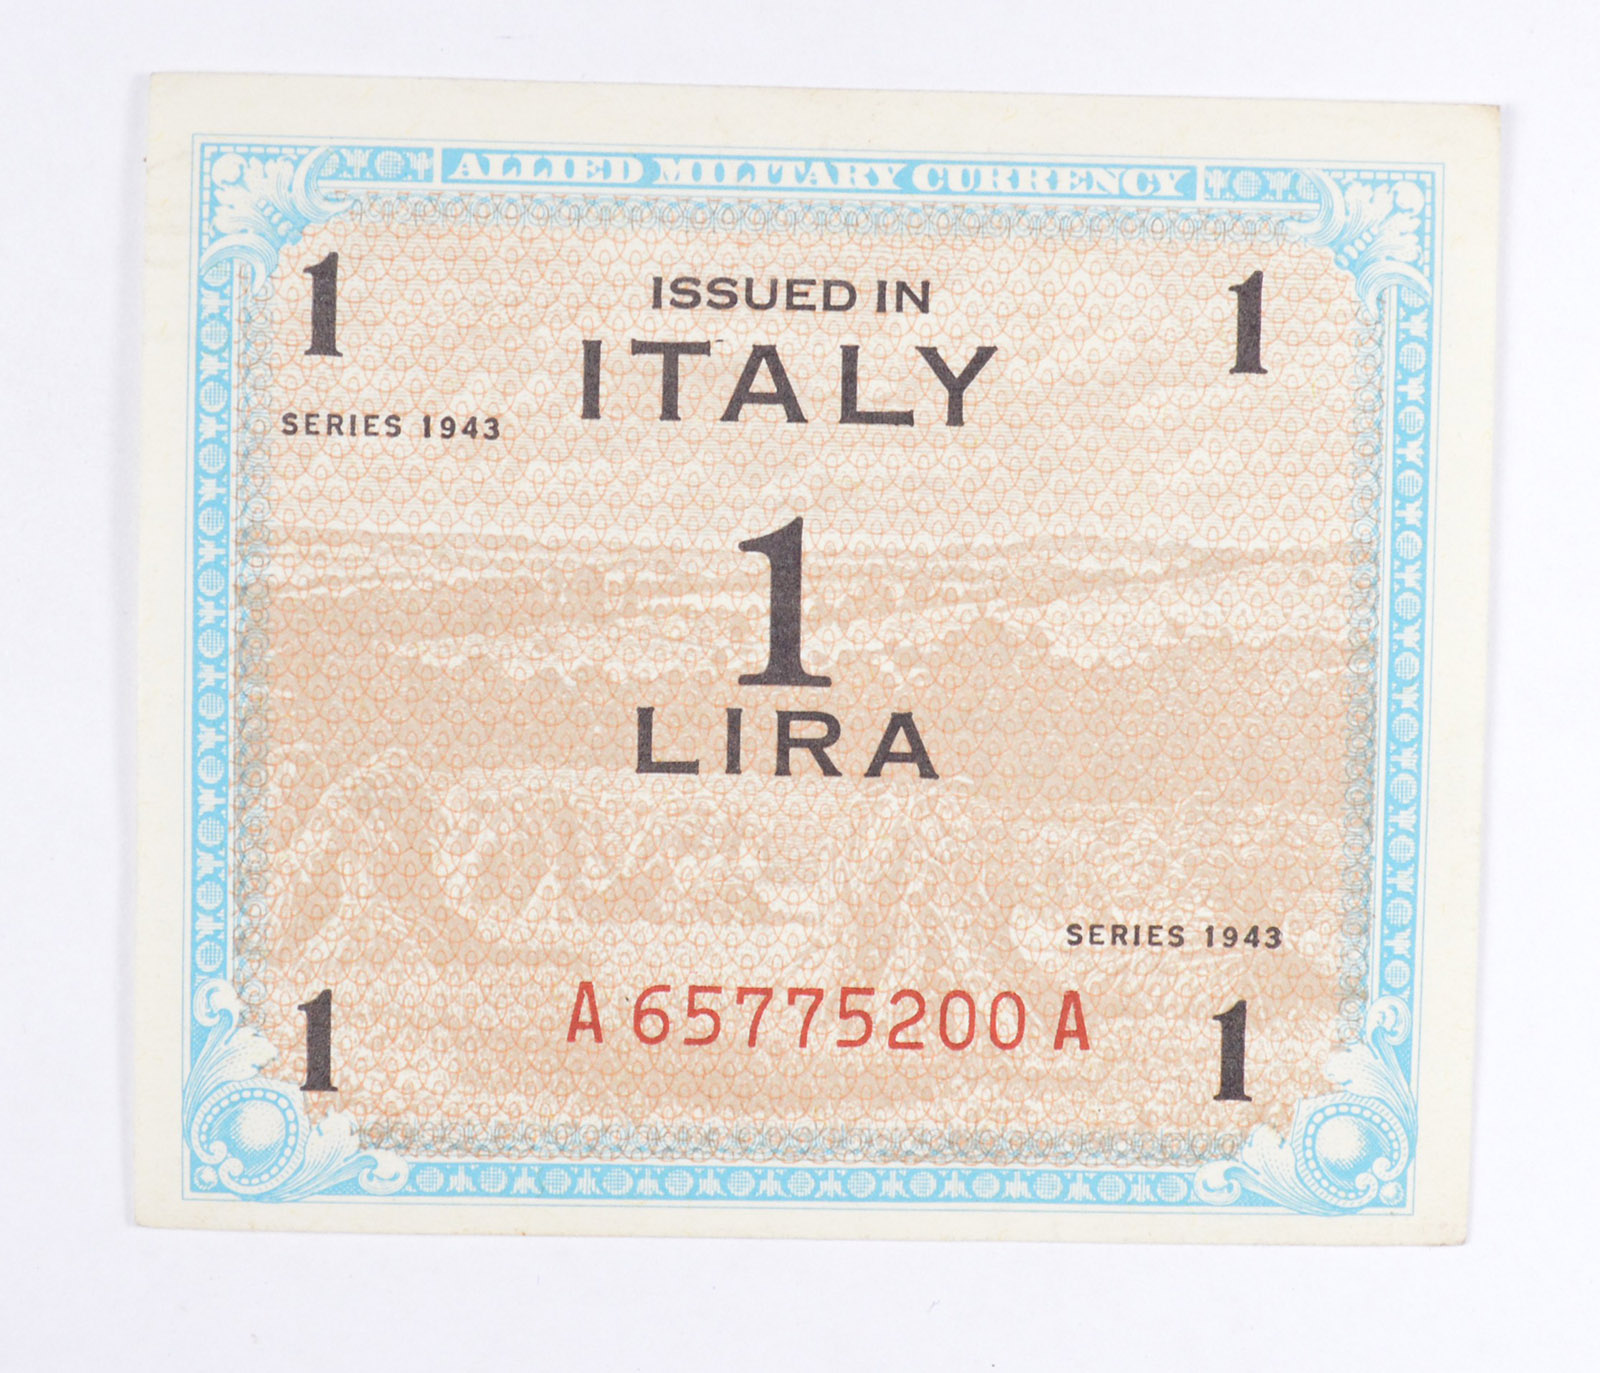 ALLIED MILITARY CURRENCY
1 1
ISSUED IN
ITALY
SERIES 1943
1
LIRA
SERIES 1943
A 65775200 A
1 1